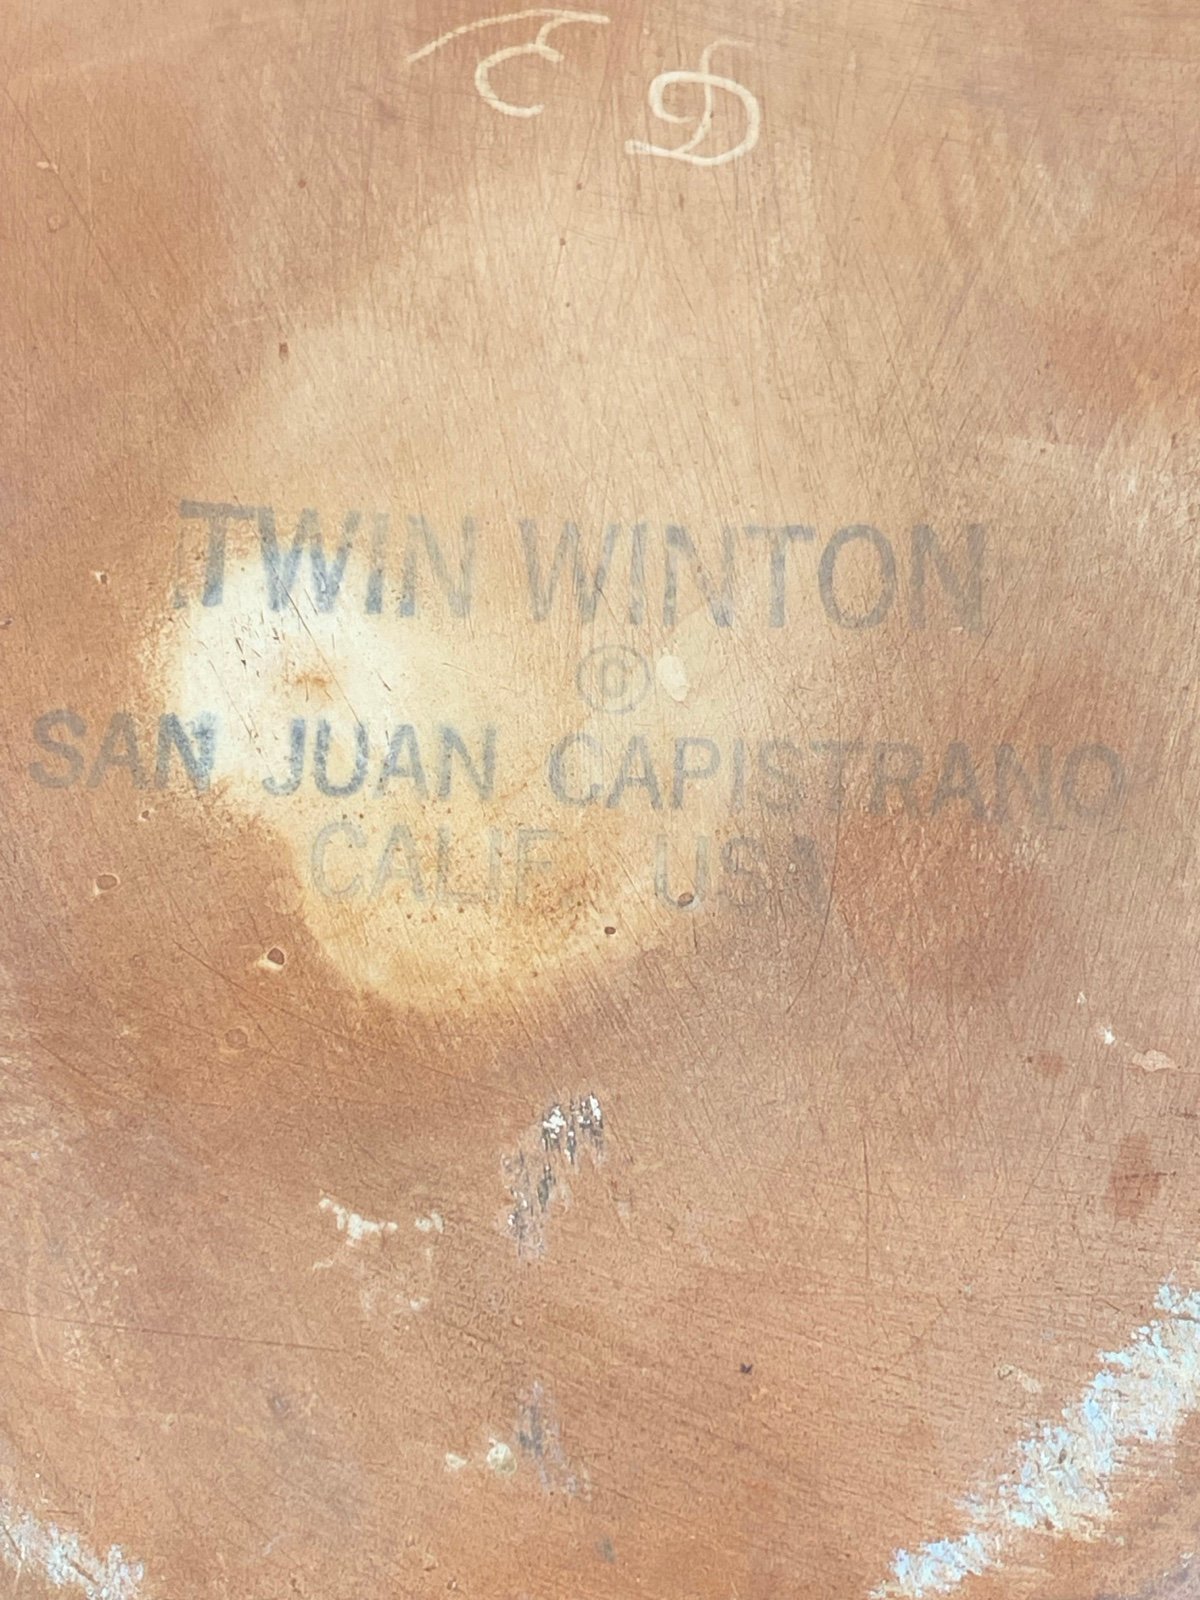 TWIN WINTON
©
SAN JUAN CAPISTRANO
CALIF. USA